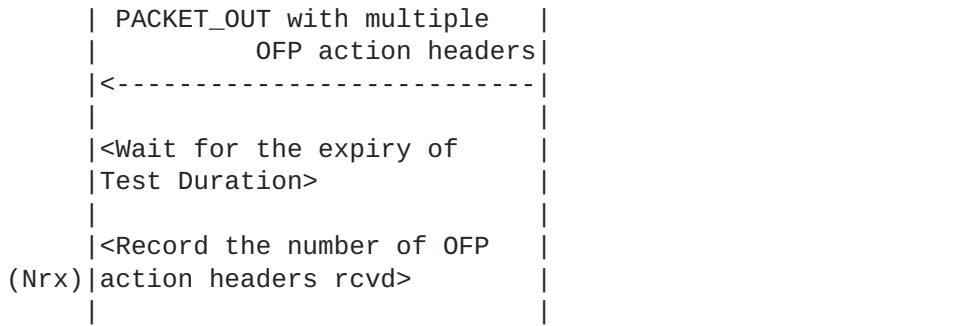 | PACKET_OUT with multiple   |
     |          OFP action headers|
     |<---------------------------|
     |                            |
     |<Wait for the expiry of     |
     |Test Duration>              |
     |                            |
     |<Record the number of OFP   |
(Nrx)|action headers rcvd>        |
     |                            |